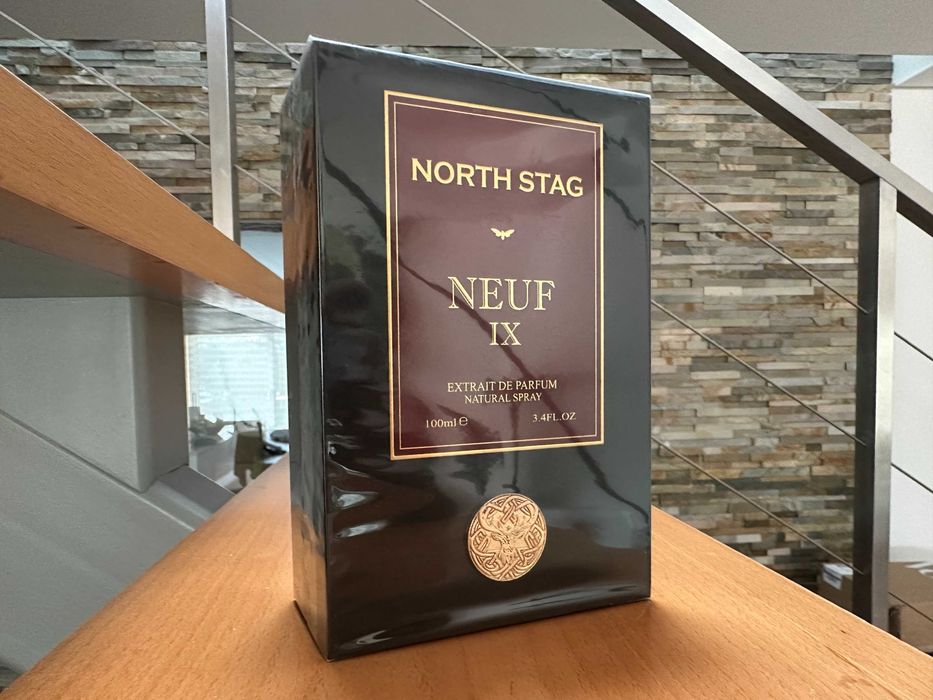 NORTH STAG
NEUF
IX
EXTRAIT DE PARFUM
NATURAL SPRAY
100ml ℮ 3.4FL.OZ